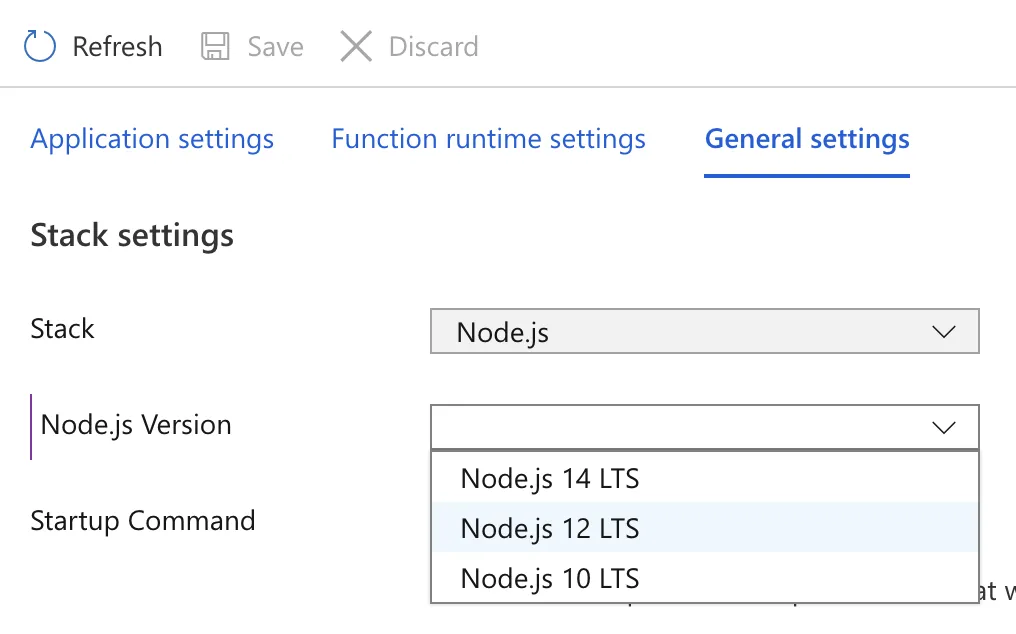 Refresh Save Discard
Application settings Function runtime settings General settings
Stack settings
Stack Node.js
Node.js Version
Node.js 14 LTS
Startup Command Node.js 12 LTS
Node.js 10 LTS